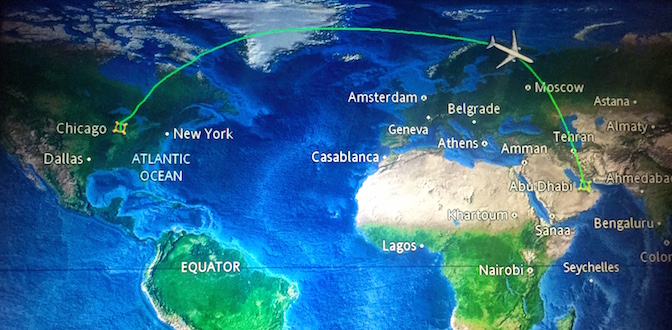 Moscow
Amsterdam
Astana
Belgrade
Chicago
New York
Geneva
Almaty
Tehran
Athens
Amman
Dallas
ATLANTIC
OCEAN
Casablanca
Abu Dhabi
Ahmedaba
Khartoum
Bengaluru
Sanaa
Lagos
Colom
EQUATOR
Nairobi
Seychelles